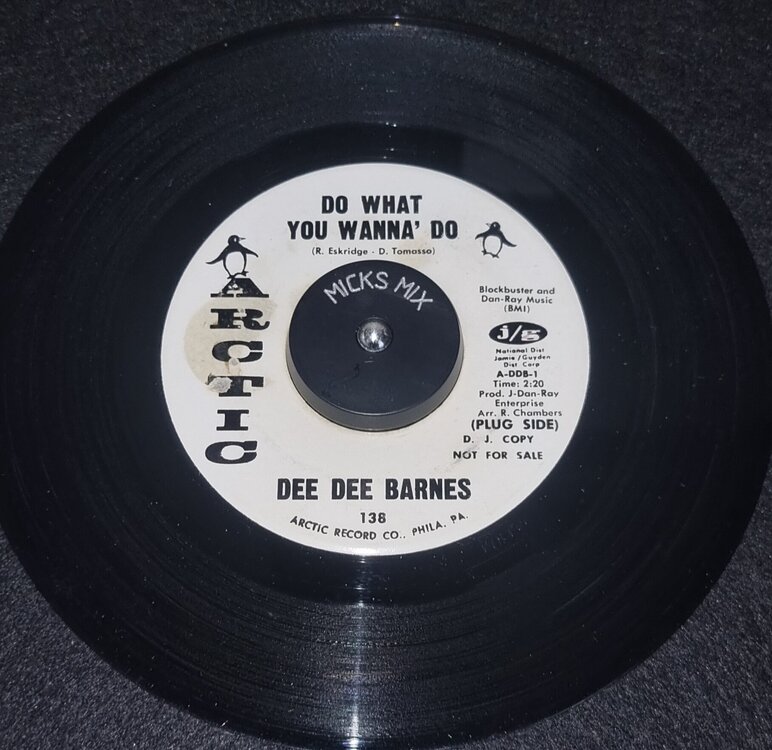 DO WHAT
YOU WANNA' DO
(R. Eskridge - D. Tomasso)
ARCTIC
MICKS MIX
Blockbuster and
Dan-Ray Music
(BMI)
j/g
National Dist
Jamie/Guyden
Dist Corp
A-DDB-1
Time: 2:20
Prod. J-Dan-Ray
Enterprise
Arr. R. Chambers
(PLUG SIDE)
D. J. COPY
NOT FOR SALE
DEE DEE BARNES
138
ARCTIC RECORD CO., PHILA, PA.